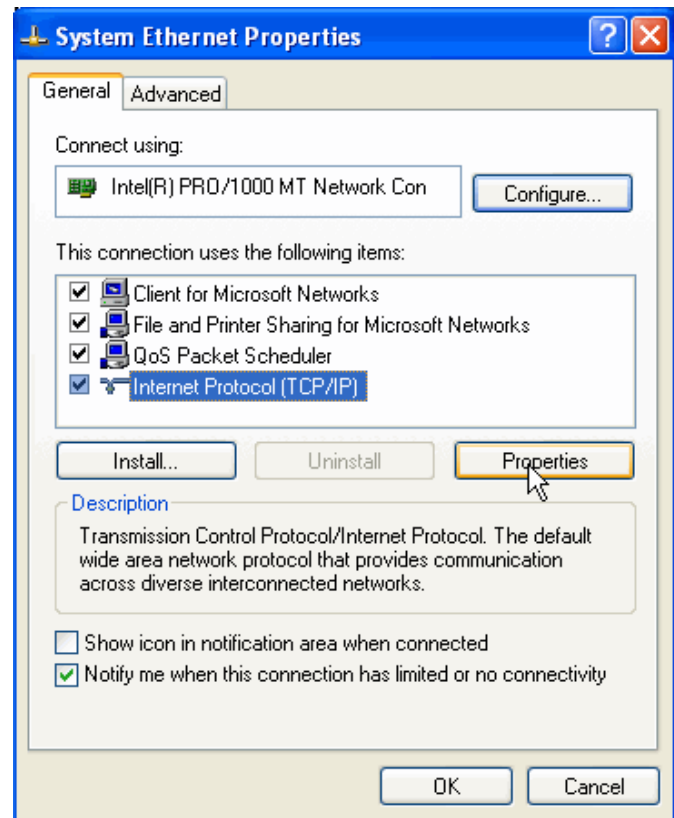 System Ethernet Properties
General Advanced
Connect using:
Intel(R) PRO/1000 MT Network Con
Configure...
This connection uses the following items:
Client for Microsoft Networks
File and Printer Sharing for Microsoft Networks
QoS Packet Scheduler
Internet Protocol (TCP/IP)
Install... Uninstall Properties
Description
Transmission Control Protocol/Internet Protocol. The default
wide area network protocol that provides communication
across diverse interconnected networks.
Show icon in notification area when connected
Notify me when this connection has limited or no connectivity
OK Cancel